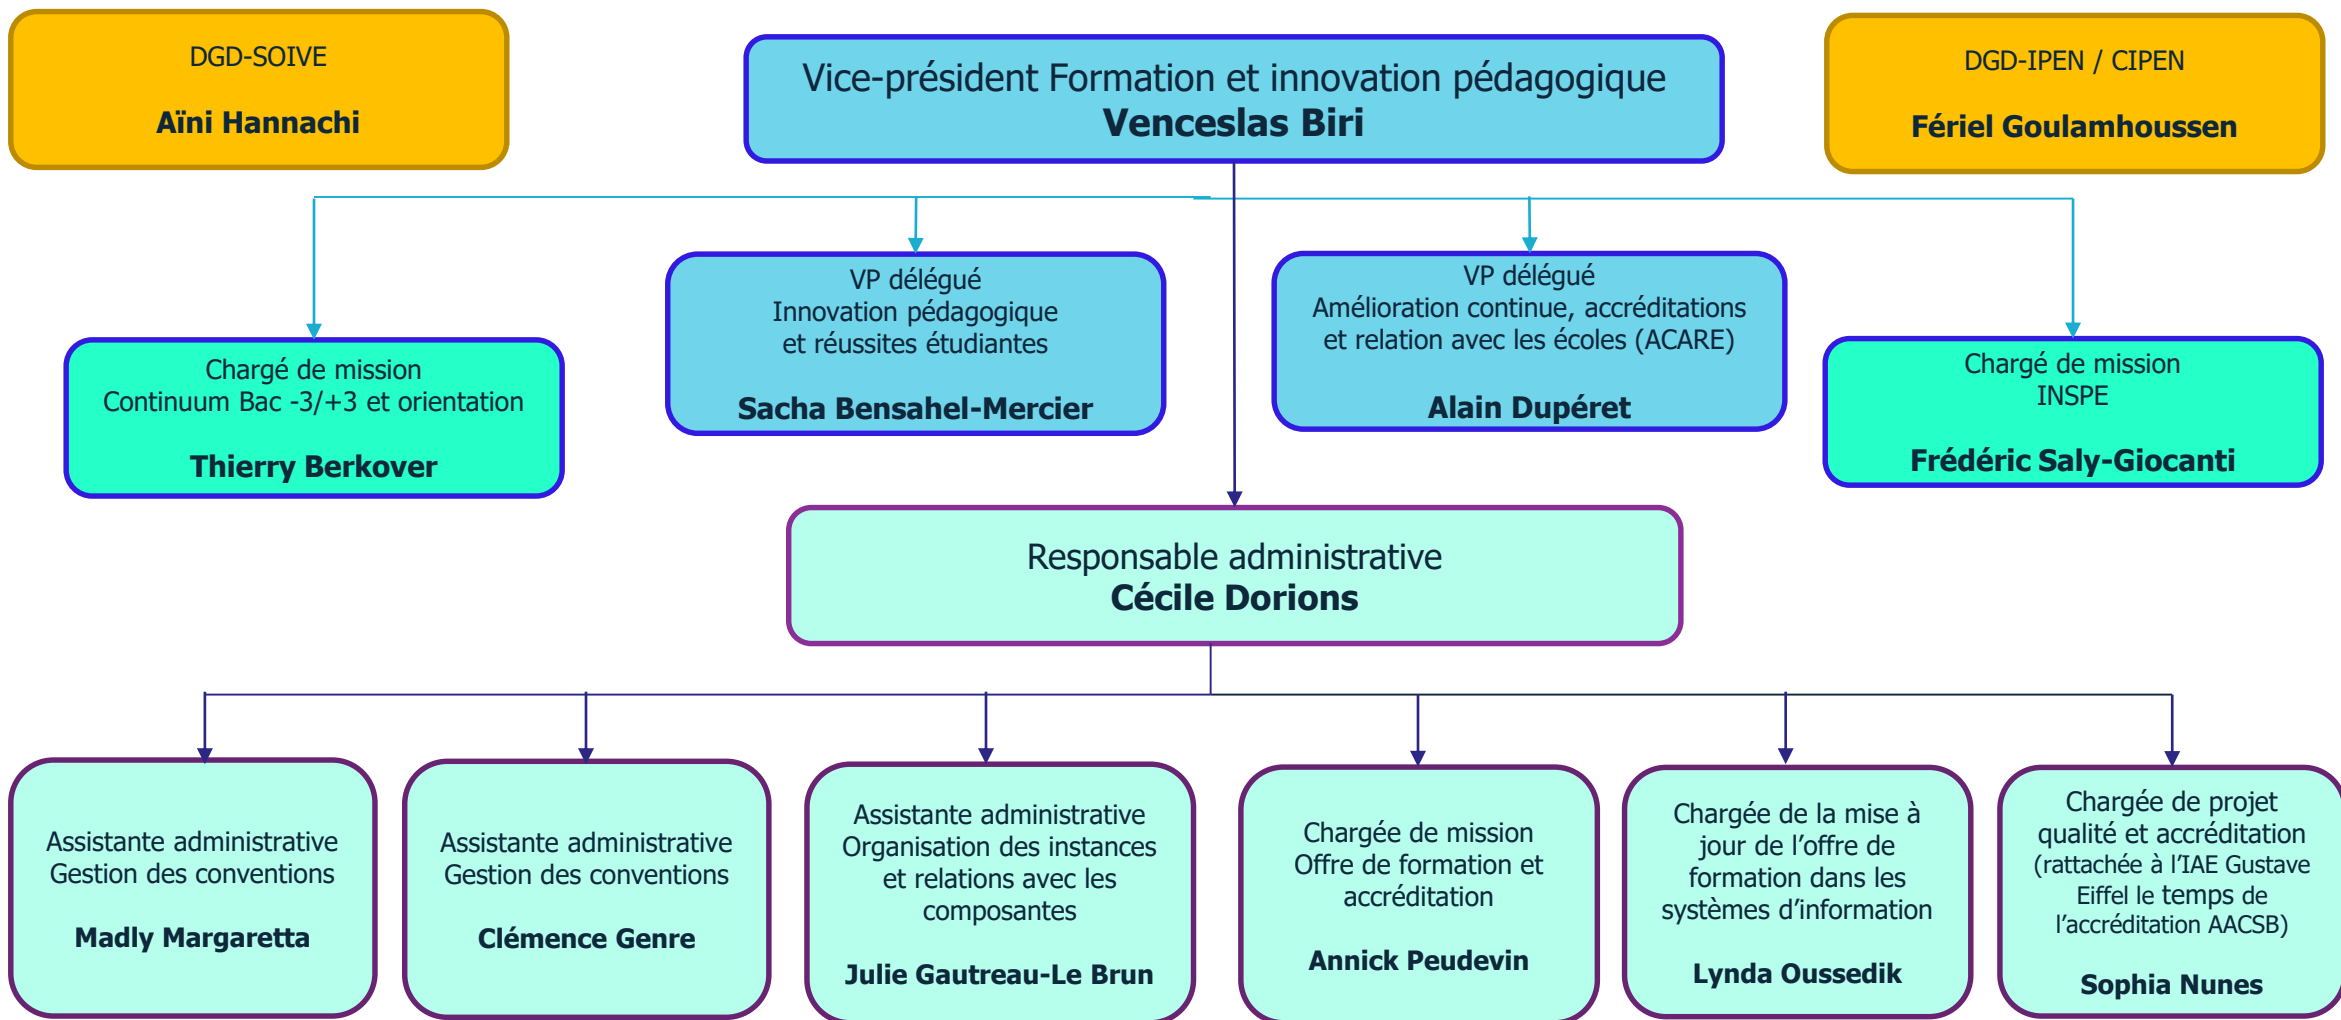 DGD-SOIVE
Aïni Hannachi
Vice-président Formation et innovation pédagogique
Venceslas Biri
DGD-IPEN / CIPEN
Fériel Goulamhoussen
Chargé de mission
Continuum Bac -3/+3 et orientation
Thierry Berkover
VP délégué
Innovation pédagogique
et réussites étudiantes
Sacha Bensahel-Mercier
VP délégué
Amélioration continue, accréditations
et relation avec les écoles (ACARE)
Alain Dupéret
Chargé de mission
INSPE
Frédéric Saly-Giocanti
Responsable administrative
Cécile Dorions
Assistante administrative
Gestion des conventions
Madly Margaretta
Assistante administrative
Gestion des conventions
Clémence Genre
Assistante administrative
Organisation des instances
et relations avec les
composantes
Julie Gautreau-Le Brun
Chargée de mission
Offre de formation et
accréditation
Annick Peudevin
Chargée de la mise à
jour de l’offre de
formation dans les
systèmes d’information
Lynda Oussedik
Chargée de projet
qualité et accréditation
(rattachée à l’IAE Gustave
Eiffel le temps de
l’accréditation AACSB)
Sophia Nunes